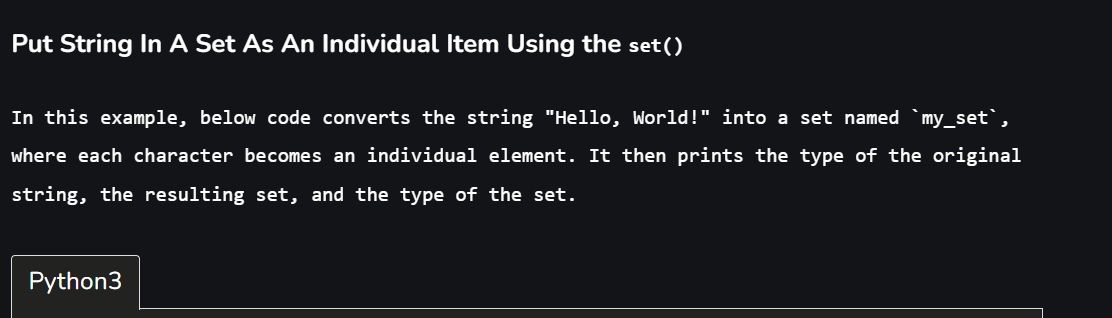 Put String In A Set As An Individual Item Using the set()
In this example, below code converts the string "Hello, World!" into a set named `my_set`,
where each character becomes an individual element. It then prints the type of the original
string, the resulting set, and the type of the set.
Python3